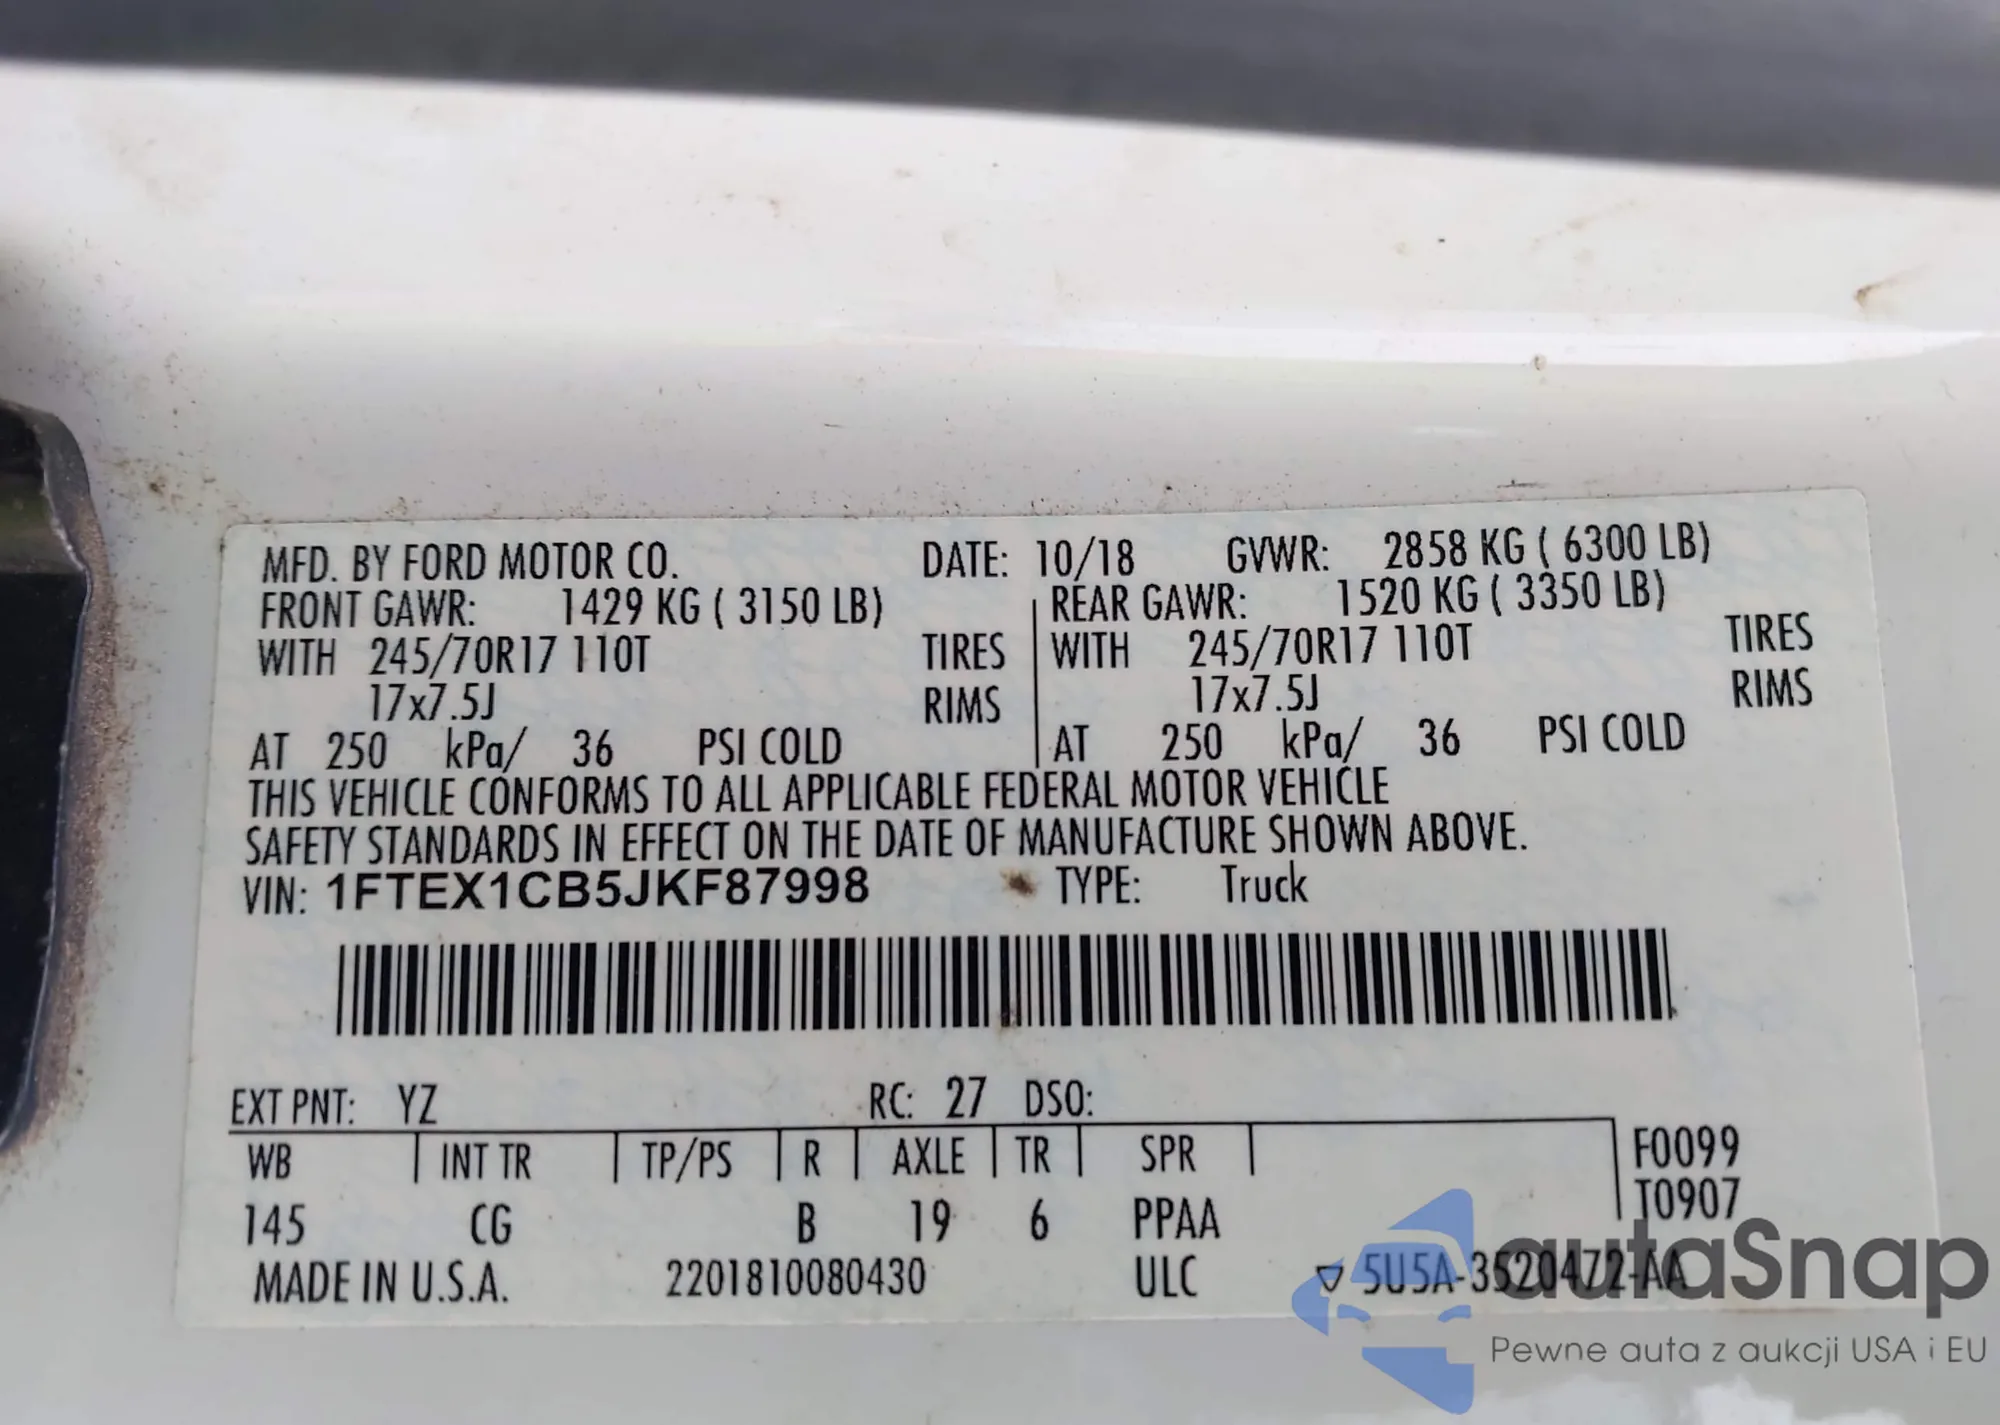 MFD. BY FORD MOTOR CO. DATE: 10/18 GVWR: 2858 KG ( 6300 LB)
FRONT GAWR: 1429 KG ( 3150 LB) REAR GAWR: 1520 KG ( 3350 LB)
WITH 245/70R17 110T TIRES WITH 245/70R17 110T TIRES
17x7.5J RIMS 17x7.5J RIMS
AT 250 kPa/ 36 PSI COLD AT 250 kPa/ 36 PSI COLD
THIS VEHICLE CONFORMS TO ALL APPLICABLE FEDERAL MOTOR VEHICLE
SAFETY STANDARDS IN EFFECT ON THE DATE OF MANUFACTURE SHOWN ABOVE.
VIN: 1FTEX1CB5JKF87998 TYPE: Truck
EXT PNT: YZ RC: 27 DSO:
WB INT TR TP/PS R AXLE TR SPR F0099
145 CG B 19 6 PPAA T0907
MADE IN U.S.A. 2201810080430 ULC 5U5A-3520472-AA
autaSnap
Pewne auta z aukcji USA i EU